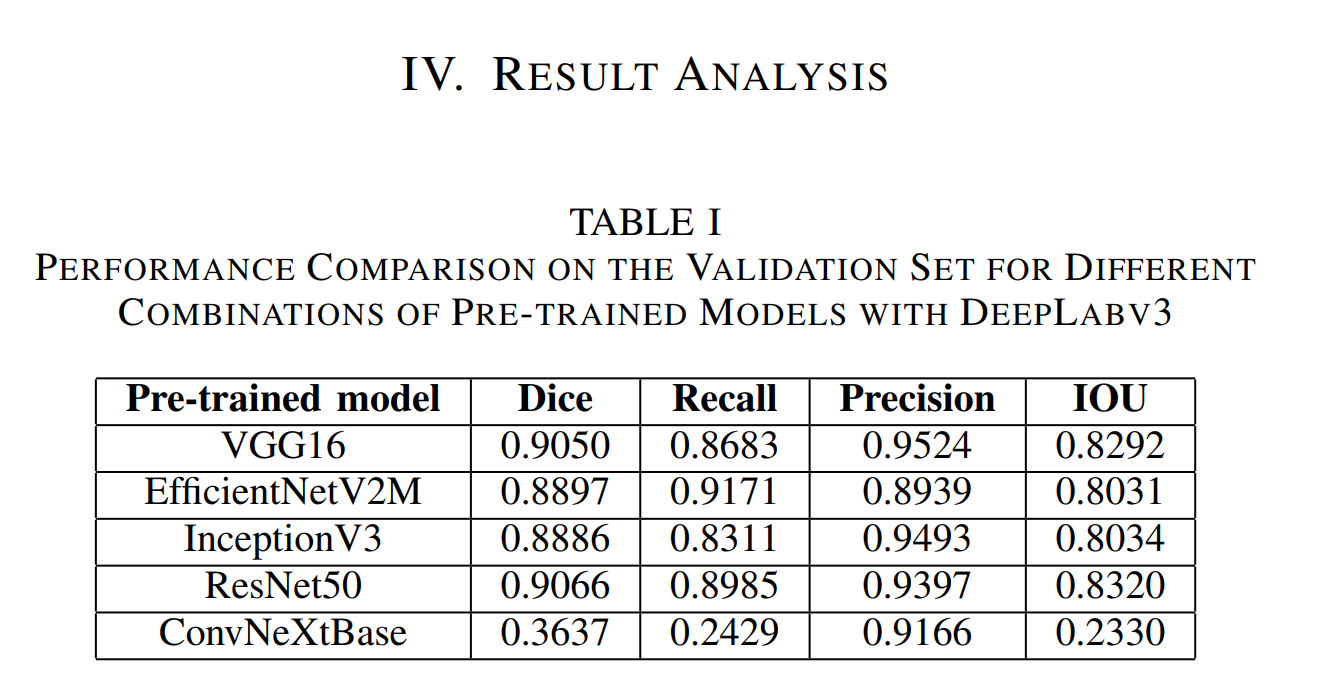 IV. RESULT ANALYSIS
TABLE I
PERFORMANCE COMPARISON ON THE VALIDATION SET FOR DIFFERENT
COMBINATIONS OF PRE-TRAINED MODELS WITH DEEPLABV3
Pre-trained model Dice Recall Precision IOU
VGG16 0.9050 0.8683 0.9524 0.8292
EfficientNetV2M 0.8897 0.9171 0.8939 0.8031
InceptionV3 0.8886 0.8311 0.9493 0.8034
ResNet50 0.9066 0.8985 0.9397 0.8320
ConvNeXtBase 0.3637 0.2429 0.9166 0.2330